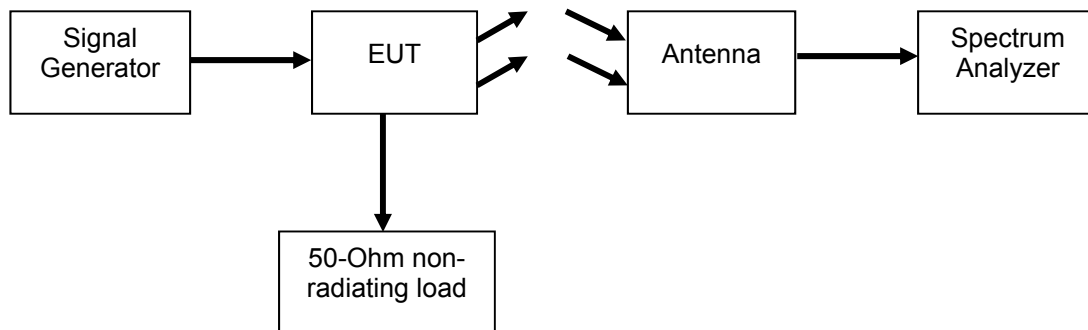 Signal
Generator
EUT
Antenna
Spectrum
Analyzer
50-Ohm non-
radiating load